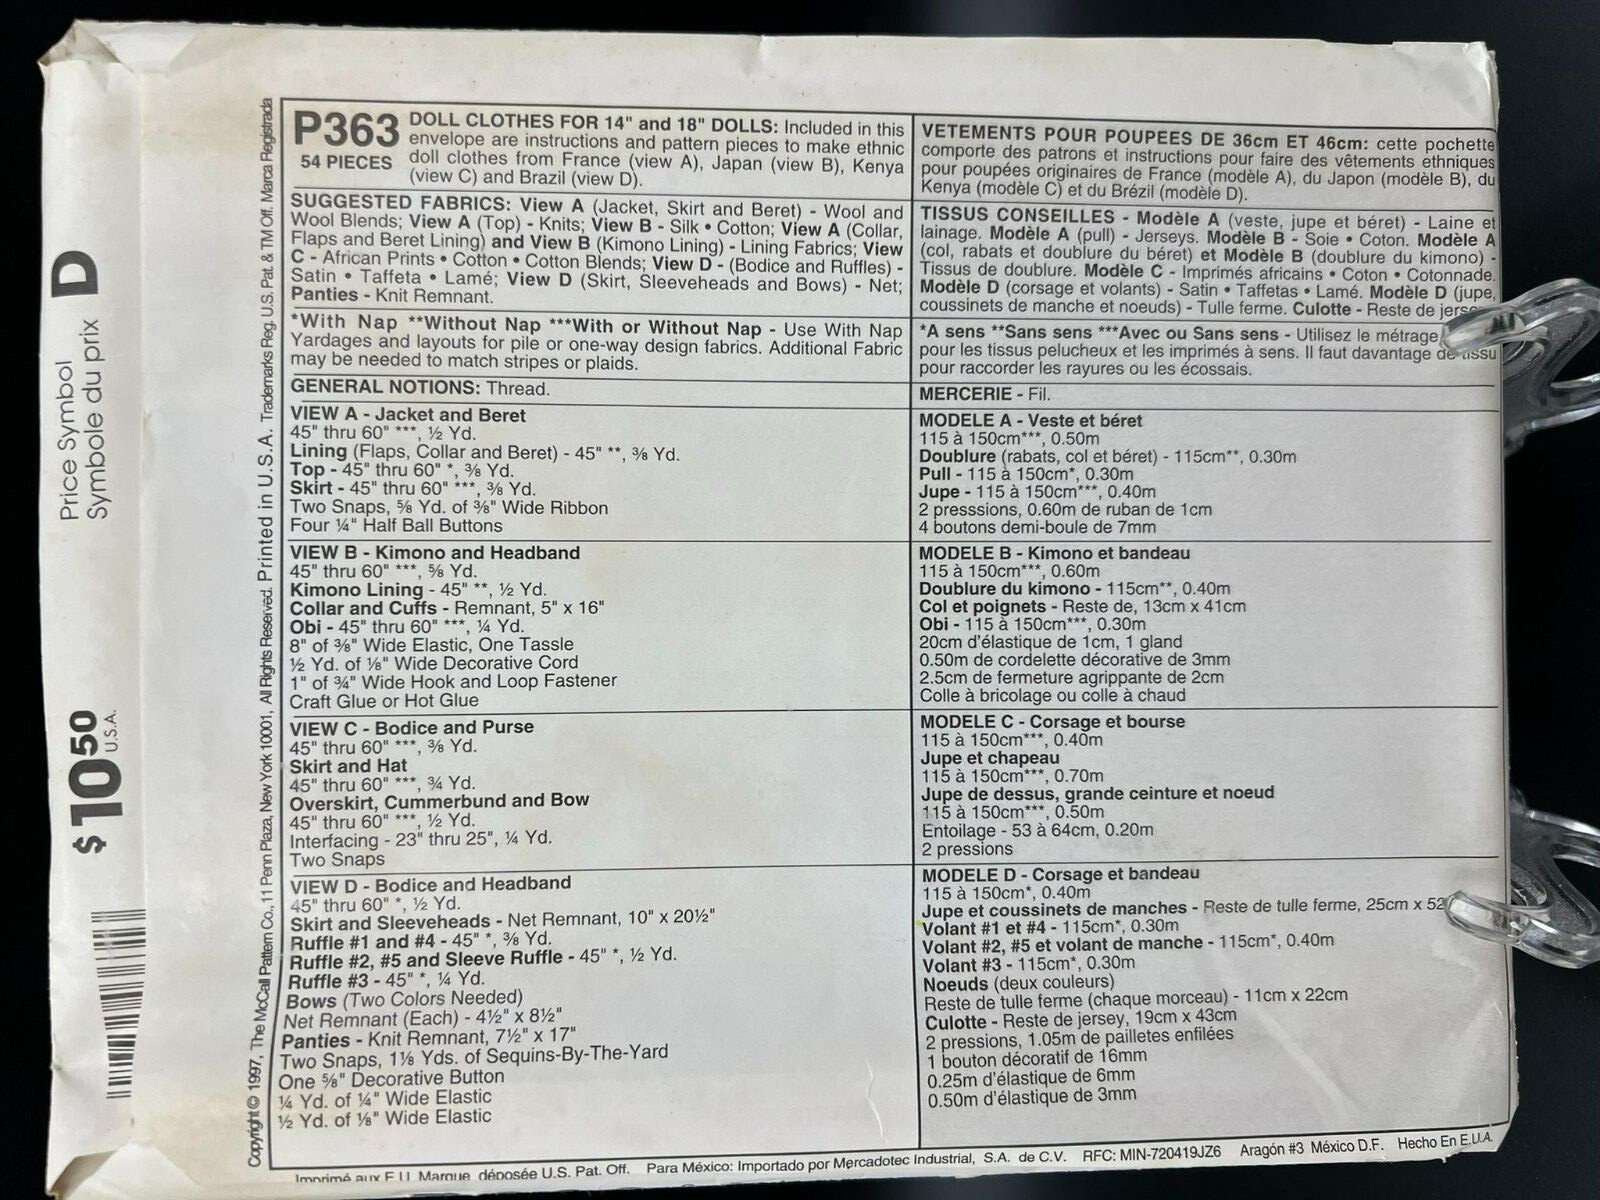 Price Symbol
Symbole du prix D
$10 50
U.S.A.
Copyright © 1997, The McCall Pattern Co., 11 Penn Plaza, New York 10001, All Rights Reserved. Printed in U.S.A. Trademarks Reg. U.S. Pat. & TM Off. Marca Registrada
P363
54 PIECES
DOLL CLOTHES FOR 14" and 18" DOLLS: Included in this
envelope are instructions and pattern pieces to make ethnic
doll clothes from France (view A), Japan (view B), Kenya
(view C) and Brazil (view D).
SUGGESTED FABRICS: View A (Jacket, Skirt and Beret) - Wool and
Wool Blends; View A (Top) - Knits; View B - Silk • Cotton; View A (Collar,
Flaps and Beret Lining) and View B (Kimono Lining) - Lining Fabrics; View
C - African Prints • Cotton • Cotton Blends; View D - (Bodice and Ruffles) -
Satin • Taffeta • Lamé; View D (Skirt, Sleeveheads and Bows) - Net;
Panties - Knit Remnant.
*With Nap **Without Nap ***With or Without Nap - Use With Nap
Yardages and layouts for pile or one-way design fabrics. Additional Fabric
may be needed to match stripes or plaids.
GENERAL NOTIONS: Thread.
VIEW A - Jacket and Beret
45" thru 60" ***, ½ Yd.
Lining (Flaps, Collar and Beret) - 45" **, ⅜ Yd.
Top - 45" thru 60" *, ⅜ Yd.
Skirt - 45" thru 60" ***, ⅜ Yd.
Two Snaps, ⅝ Yd. of ⅜" Wide Ribbon
Four ¼" Half Ball Buttons
VIEW B - Kimono and Headband
45" thru 60" ***, ⅝ Yd.
Kimono Lining - 45" **, ½ Yd.
Collar and Cuffs - Remnant, 5" x 16"
Obi - 45" thru 60" ***, ¼ Yd.
8" of ⅜" Wide Elastic, One Tassle
½ Yd. of ⅛" Wide Decorative Cord
1" of ¾" Wide Hook and Loop Fastener
Craft Glue or Hot Glue
VIEW C - Bodice and Purse
45" thru 60" ***, ⅜ Yd.
Skirt and Hat
45" thru 60" ***, ¾ Yd.
Overskirt, Cummerbund and Bow
45" thru 60" ***, ½ Yd.
Interfacing - 23" thru 25", ¼ Yd.
Two Snaps
VIEW D - Bodice and Headband
45" thru 60" *, ½ Yd.
Skirt and Sleeveheads - Net Remnant, 10" x 20½"
Ruffle #1 and #4 - 45" *, ⅜ Yd.
Ruffle #2, #5 and Sleeve Ruffle - 45" *, ½ Yd.
Ruffle #3 - 45" *, ¼ Yd.
Bows (Two Colors Needed)
Net Remnant (Each) - 4½" x 8½"
Panties - Knit Remnant, 7½" x 17"
Two Snaps, 1⅛ Yds. of Sequins-By-The-Yard
One ⅝" Decorative Button
¼ Yd. of ¼" Wide Elastic
½ Yd. of ⅛" Wide Elastic
VETEMENTS POUR POUPEES DE 36cm ET 46cm: cette pochette
comporte des patrons et instructions pour faire des vêtements ethniques
pour poupées originaires de France (modèle A), du Japon (modèle B), du
Kenya (modèle C) et du Brézil (modèle D).
TISSUS CONSEILLES - Modèle A (veste, jupe et béret) - Laine et
lainage. Modèle A (pull) - Jerseys. Modèle B - Soie • Coton. Modèle A
(col, rabats et doublure du béret) et Modèle B (doublure du kimono) -
Tissus de doublure. Modèle C - Imprimés africains • Coton • Cotonnade.
Modèle D (corsage et volants) - Satin • Taffetas • Lamé. Modèle D (jupe,
coussinets de manche et noeuds) - Tulle ferme. Culotte - Reste de
*A sens **Sans sens ***Avec ou Sans sens - Utilisez le métrage
pour les tissus pelucheux et les imprimés à sens. Il faut davantage de tissu
pour raccorder les rayures ou les écossais.
MERCERIE - Fil.
MODELE A - Veste et béret
115 à 150cm***, 0.50m
Doublure (rabats, col et béret) - 115cm**, 0.30m
Pull - 115 à 150cm*, 0.30m
Jupe - 115 à 150cm***, 0.40m
2 presssions, 0.60m de ruban de 1cm
4 boutons demi-boule de 7mm
MODELE B - Kimono et bandeau
115 à 150cm***, 0.60m
Doublure du kimono - 115cm**, 0.40m
Col et poignets - Reste de, 13cm x 41cm
Obi - 115 à 150cm***, 0.30m
20cm d'élastique de 1cm, 1 gland
0.50m de cordelette décorative de 3mm
2.5cm de fermeture agrippante de 2cm
Colle à bricolage ou colle à chaud
MODELE C - Corsage et bourse
115 à 150cm***, 0.40m
Jupe et chapeau
115 à 150cm***, 0.70m
Jupe de dessus, grande ceinture et noeud
115 à 150cm***, 0.50m
Entoilage - 53 à 64cm, 0.20m
2 pressions
MODELE D - Corsage et bandeau
115 à 150cm*, 0.40m
Jupe et coussinets de manches - Reste de tulle ferme, 25cm x 52
Volant #1 et #4 - 115cm*, 0.30m
Volant #2, #5 et volant de manche - 115cm*, 0.40m
Volant #3 - 115cm*, 0.30m
Noeuds (deux couleurs)
Reste de tulle ferme (chaque morceau) - 11cm x 22cm
Culotte - Reste de jersey, 19cm x 43cm
2 pressions, 1.05m de pailletes enfilées
1 bouton décoratif de 16mm
0.25m d'élastique de 6mm
0.50m d'élastique de 3mm
Imprimé aux E.U. Marque déposée U.S. Pat. Off. Para México: Importado por Mercadotec Industrial, S.A. de C.V. RFC: MIN-720419JZ6 Aragón #3 México D.F. Hecho En E.U.A.